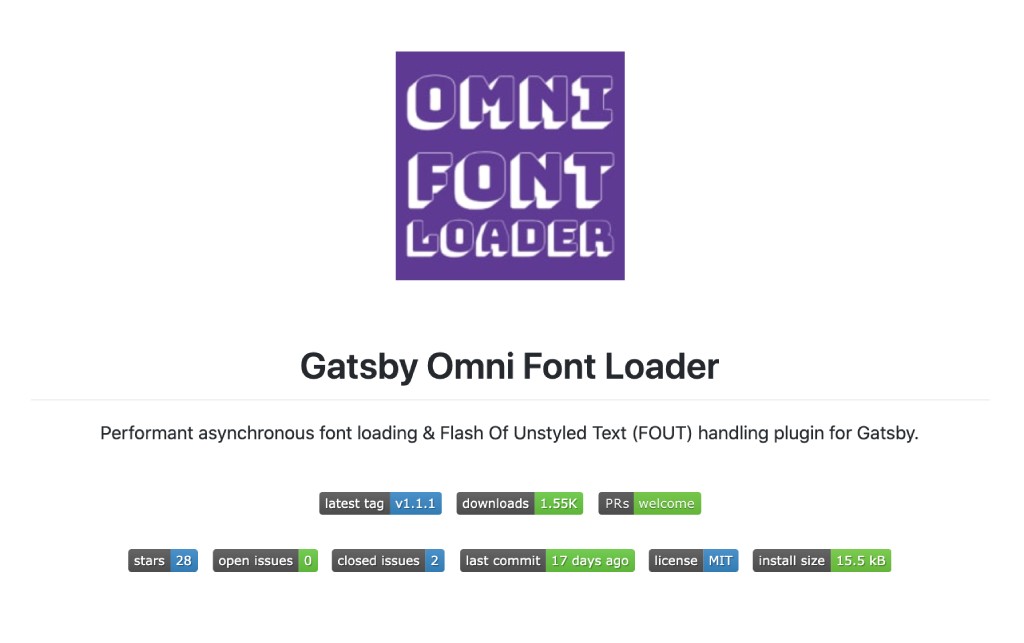 OMNI
FONT
LOADER
Gatsby Omni Font Loader
Performant asynchronous font loading & Flash Of Unstyled Text (FOUT) handling plugin for Gatsby.
latest tag v1.1.1 downloads 1.55K PRs welcome
stars 28 open issues 0 closed issues 2 last commit 17 days ago license MIT install size 15.5 kB